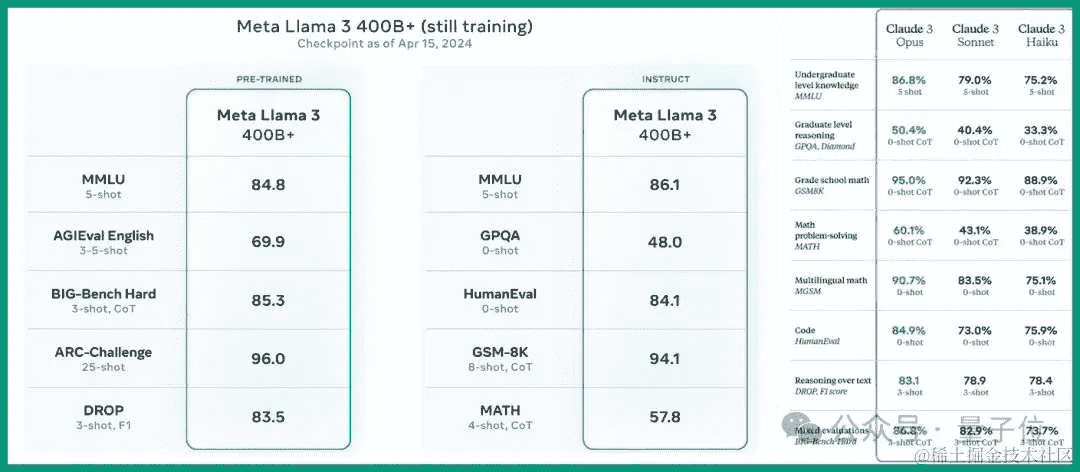 Meta Llama 3 400B+ (still training)
Checkpoint as of Apr 15, 2024
PRE-TRAINED
Meta Llama 3
400B+
MMLU
5-shot
84.8
AGIEval English
3-5-shot
69.9
BIG-Bench Hard
3-shot, CoT
85.3
ARC-Challenge
25-shot
96.0
DROP
3-shot, F1
83.5
INSTRUCT
Meta Llama 3
400B+
MMLU
5-shot
86.1
GPQA
0-shot
48.0
HumanEval
0-shot
84.1
GSM-8K
8-shot, CoT
94.1
MATH
4-shot, CoT
57.8
Claude 3 Claude 3 Claude 3
Opus Sonnet Haiku
Undergraduate
level knowledge
MMLU
86.8% 79.0% 75.2%
5 shot 5-shot 5-shot
Graduate level
reasoning
GPQA, Diamond
50.4% 40.4% 33.3%
0-shot CoT 0-shot CoT 0-shot CoT
Grade school math
GSM8K
95.0% 92.3% 88.9%
0-shot CoT 0-shot CoT 0-shot CoT
Math
problem-solving
MATH
60.1% 43.1% 38.9%
0-shot CoT 0-shot CoT 0-shot CoT
Multilingual math
MGSM
90.7% 83.5% 75.1%
0-shot 0-shot 0-shot
Code
HumanEval
84.9% 73.0% 75.9%
0-shot 0-shot 0-shot
Reasoning over text
DROP, F1 score
83.1 78.9 78.4
3-shot 3-shot 3-shot
Mixed evaluations
BIG-Bench-Hard
86.8% 82.9% 73.7%
3-shot CoT 3-shot CoT 3-shot CoT
公众号 · 量子位
@稀土掘金技术社区